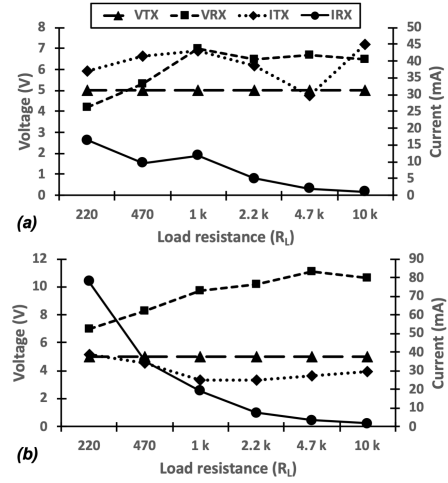 VTX VRX ITX IRX
8 50
7 45
6 40
5 35
4 30
3 25
2 20
1 15
0 10
5
0
Voltage (V)
Current (mA)
220 470 1 k 2.2 k 4.7 k 10 k
(a) Load resistance (RL)
12 90
10 80
8 70
6 60
4 50
2 40
0 30
20
10
0
Voltage (V)
Current (mA)
220 470 1 k 2.2 k 4.7 k 10 k
(b) Load resistance (RL)